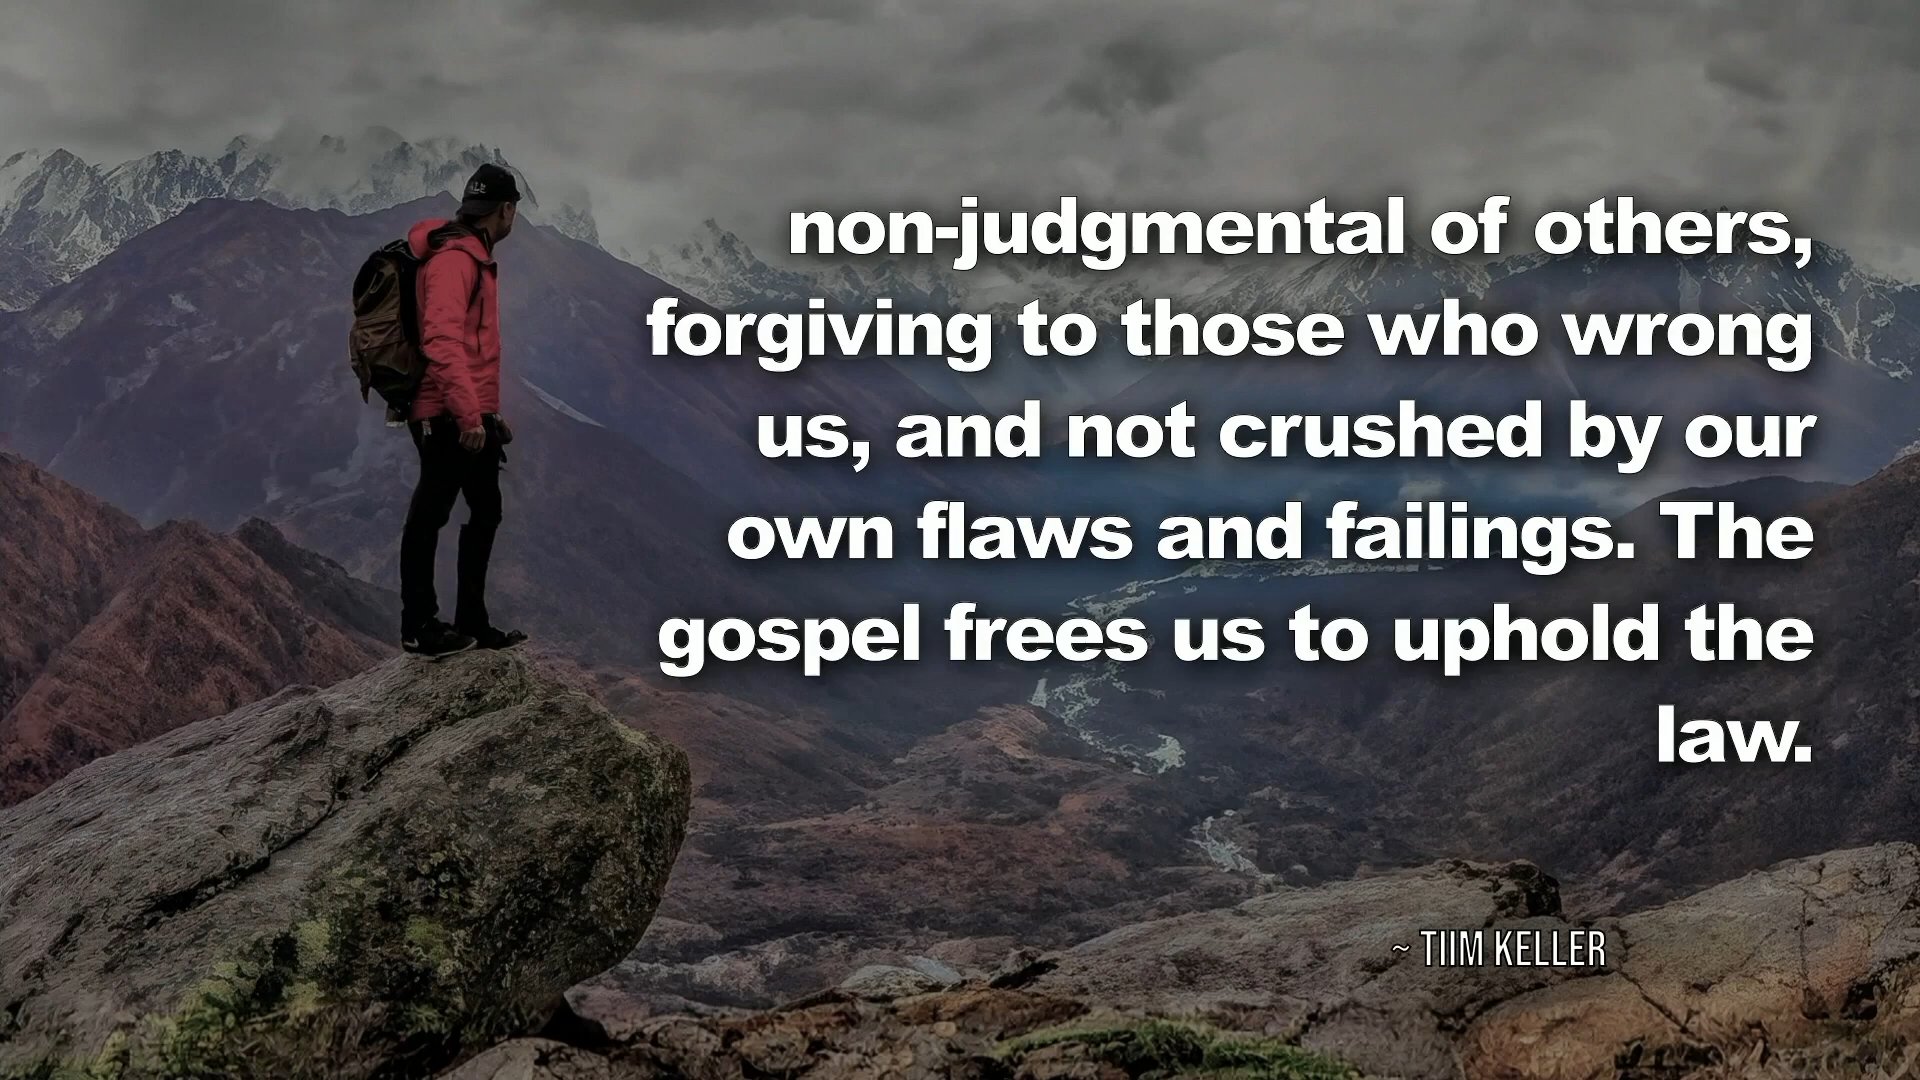 non-judgmental of others,
forgiving to those who wrong
us, and not crushed by our
own flaws and failings. The
gospel frees us to uphold the
law.
~ TIIM KELLER